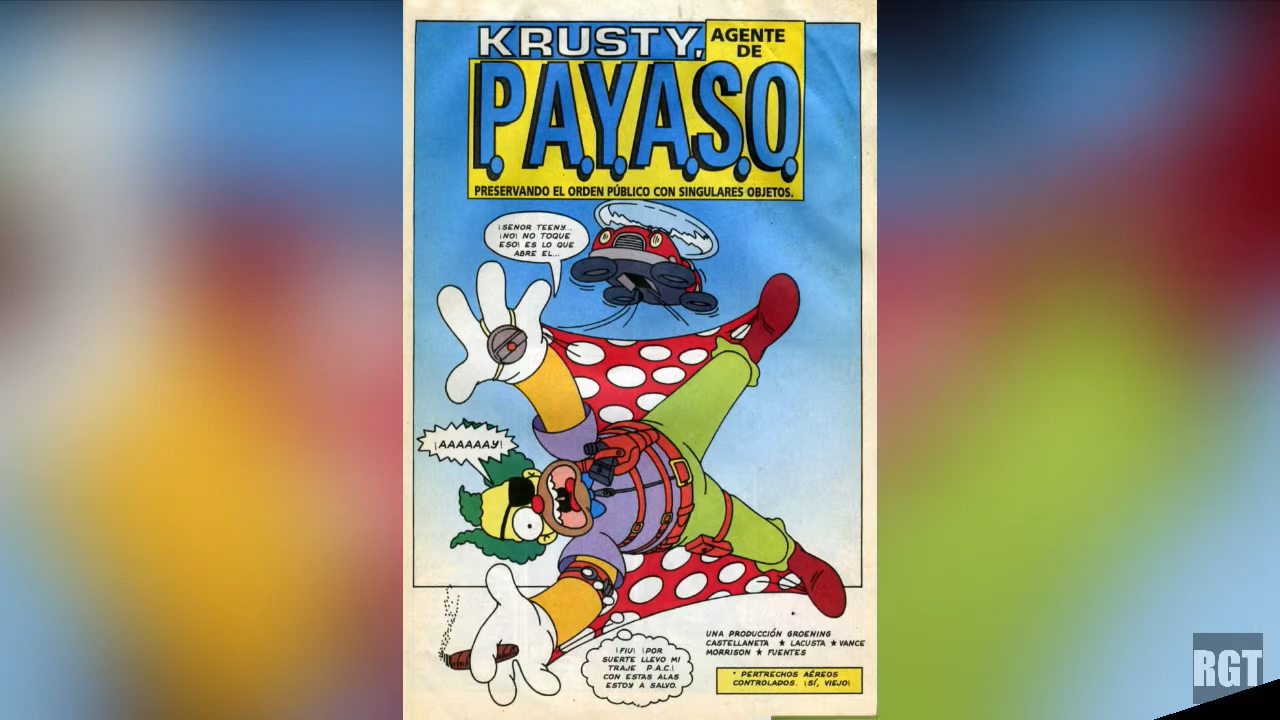 KRUSTY,
AGENTE
DE
P.A.Y.A.S.O.
PRESERVANDO EL ORDEN PÚBLICO CON SINGULARES OBJETOS.
¡SEÑOR TEENY...
¡NO! NO TOQUE
ESO! ES LO QUE
ABRE EL...
¡AAAAAAY!
¡FIU! ¡POR
SUERTE LLEVO MI
TRAJE P.A.C.!
CON ESTAS ALAS
ESTOY A SALVO.
UNA PRODUCCIÓN GROENING
CASTELLANETA ★ LACUSTA ★ VANCE
MORRISON ★ FUENTES
* PERTRECHOS AÉREOS
CONTROLADOS. ¡SÍ, VIEJO!
RGT